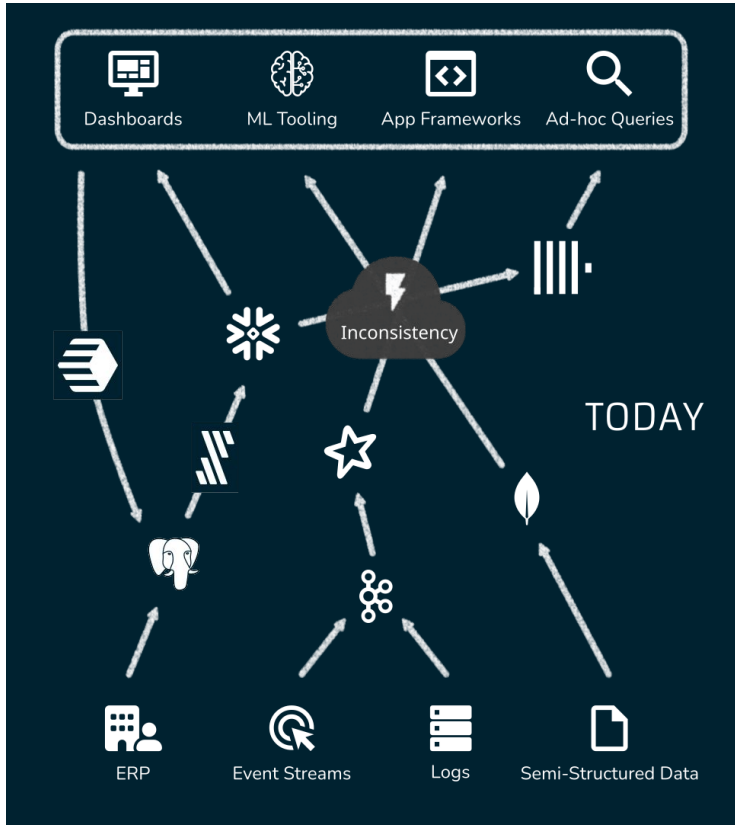 Dashboards
ML Tooling
App Frameworks
Ad-hoc Queries
Inconsistency
TODAY
ERP
Event Streams
Logs
Semi-Structured Data